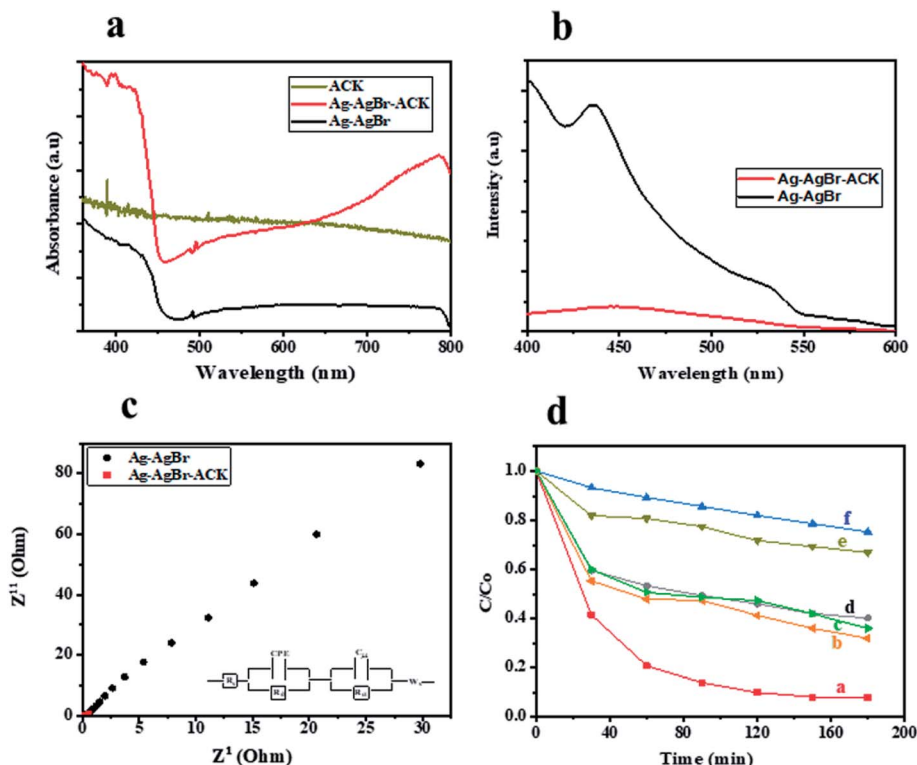 a
b
ACK
Ag-AgBr-ACK
Ag-AgBr
Absorbance (a.u)
400
500
600
700
800
Wavelength (nm)
Ag-AgBr-ACK
Ag-AgBr
Intensity (a.u)
400
450
500
550
600
Wavelength (nm)
c
d
Ag-AgBr
Ag-AgBr-ACK
80
60
40
20
0
Z¹¹ (Ohm)
CPE
0
5
10
15
20
25
30
Z¹ (Ohm)
1.0
0.8
0.6
0.4
0.2
0.0
C/Co
f
e
d
c
b
a
0
40
80
120
160
200
Time (min)